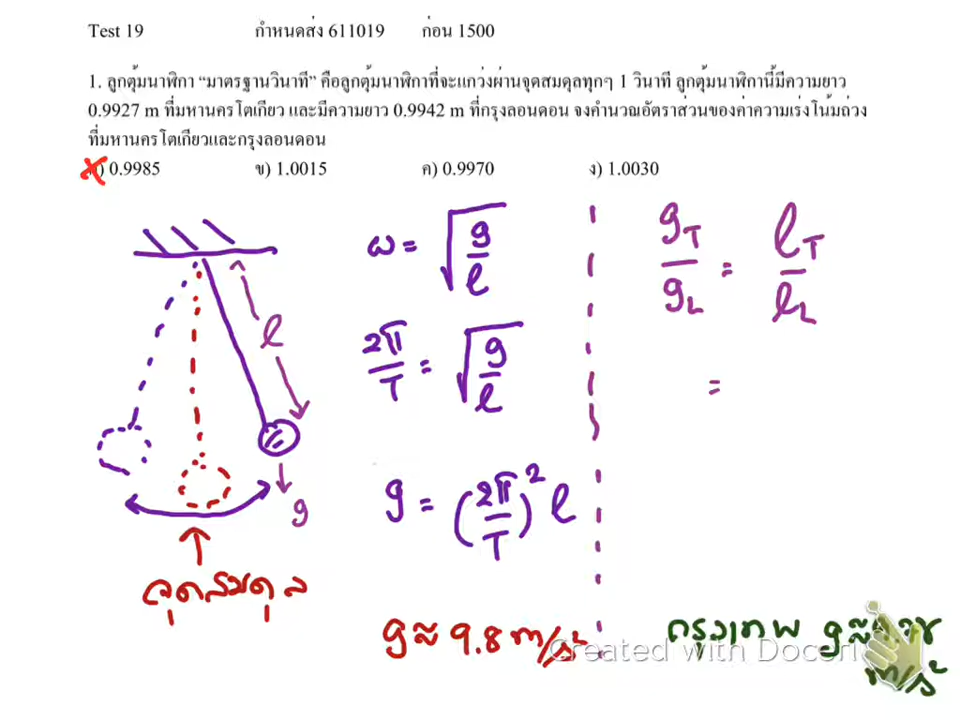 Test 19 กำหนดส่ง 611019 ก่อน 1500
1. ลูกตุ้มนาฬิกา “มาตรฐานวินาที” คือลูกตุ้มนาฬิกาที่จะแกว่งผ่านจุดสมดุลทุกๆ 1 วินาที ลูกตุ้มนาฬิกานี้มีความยาว
0.9927 m ที่มหานครโตเกียว และมีความยาว 0.9942 m ที่กรุงลอนดอน จงคำนวณอัตราส่วนของค่าความเร่งโน้มถ่วง
ที่มหานครโตเกียวและกรุงลอนดอน
) 0.9985 ข) 1.0015 ค) 0.9970 ง) 1.0030
ω = √(g/l)
g_T/g_L = l_T/l_L
l
2π/T = √(g/l)
=
g = (2π/T)² l
g
จุดสมดุล
g ≈ 9.8 m/s²
กรุงเทพ g ≈
Created with Doceri